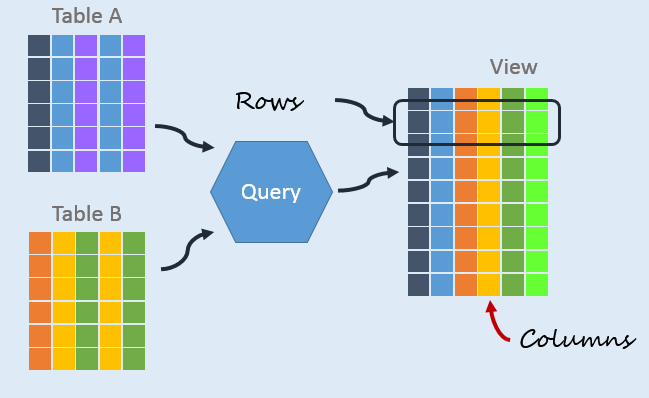 Table A
View
Rows
Query
Table B
Columns